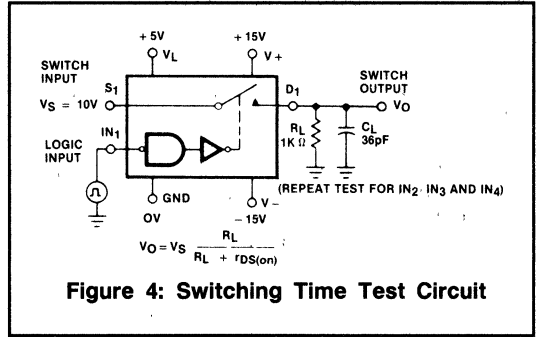 + 5V
VL
+ 15V
V +
SWITCH
INPUT
S1
VS = 10V
D1
SWITCH
OUTPUT
VO
LOGIC
INPUT
IN1
RL
1K Ω
CL
36pF
(REPEAT TEST FOR IN2 IN3 AND IN4)
GND
0V
V -
- 15V
VO = VS RL
RL + rDS(on)
Figure 4: Switching Time Test Circuit